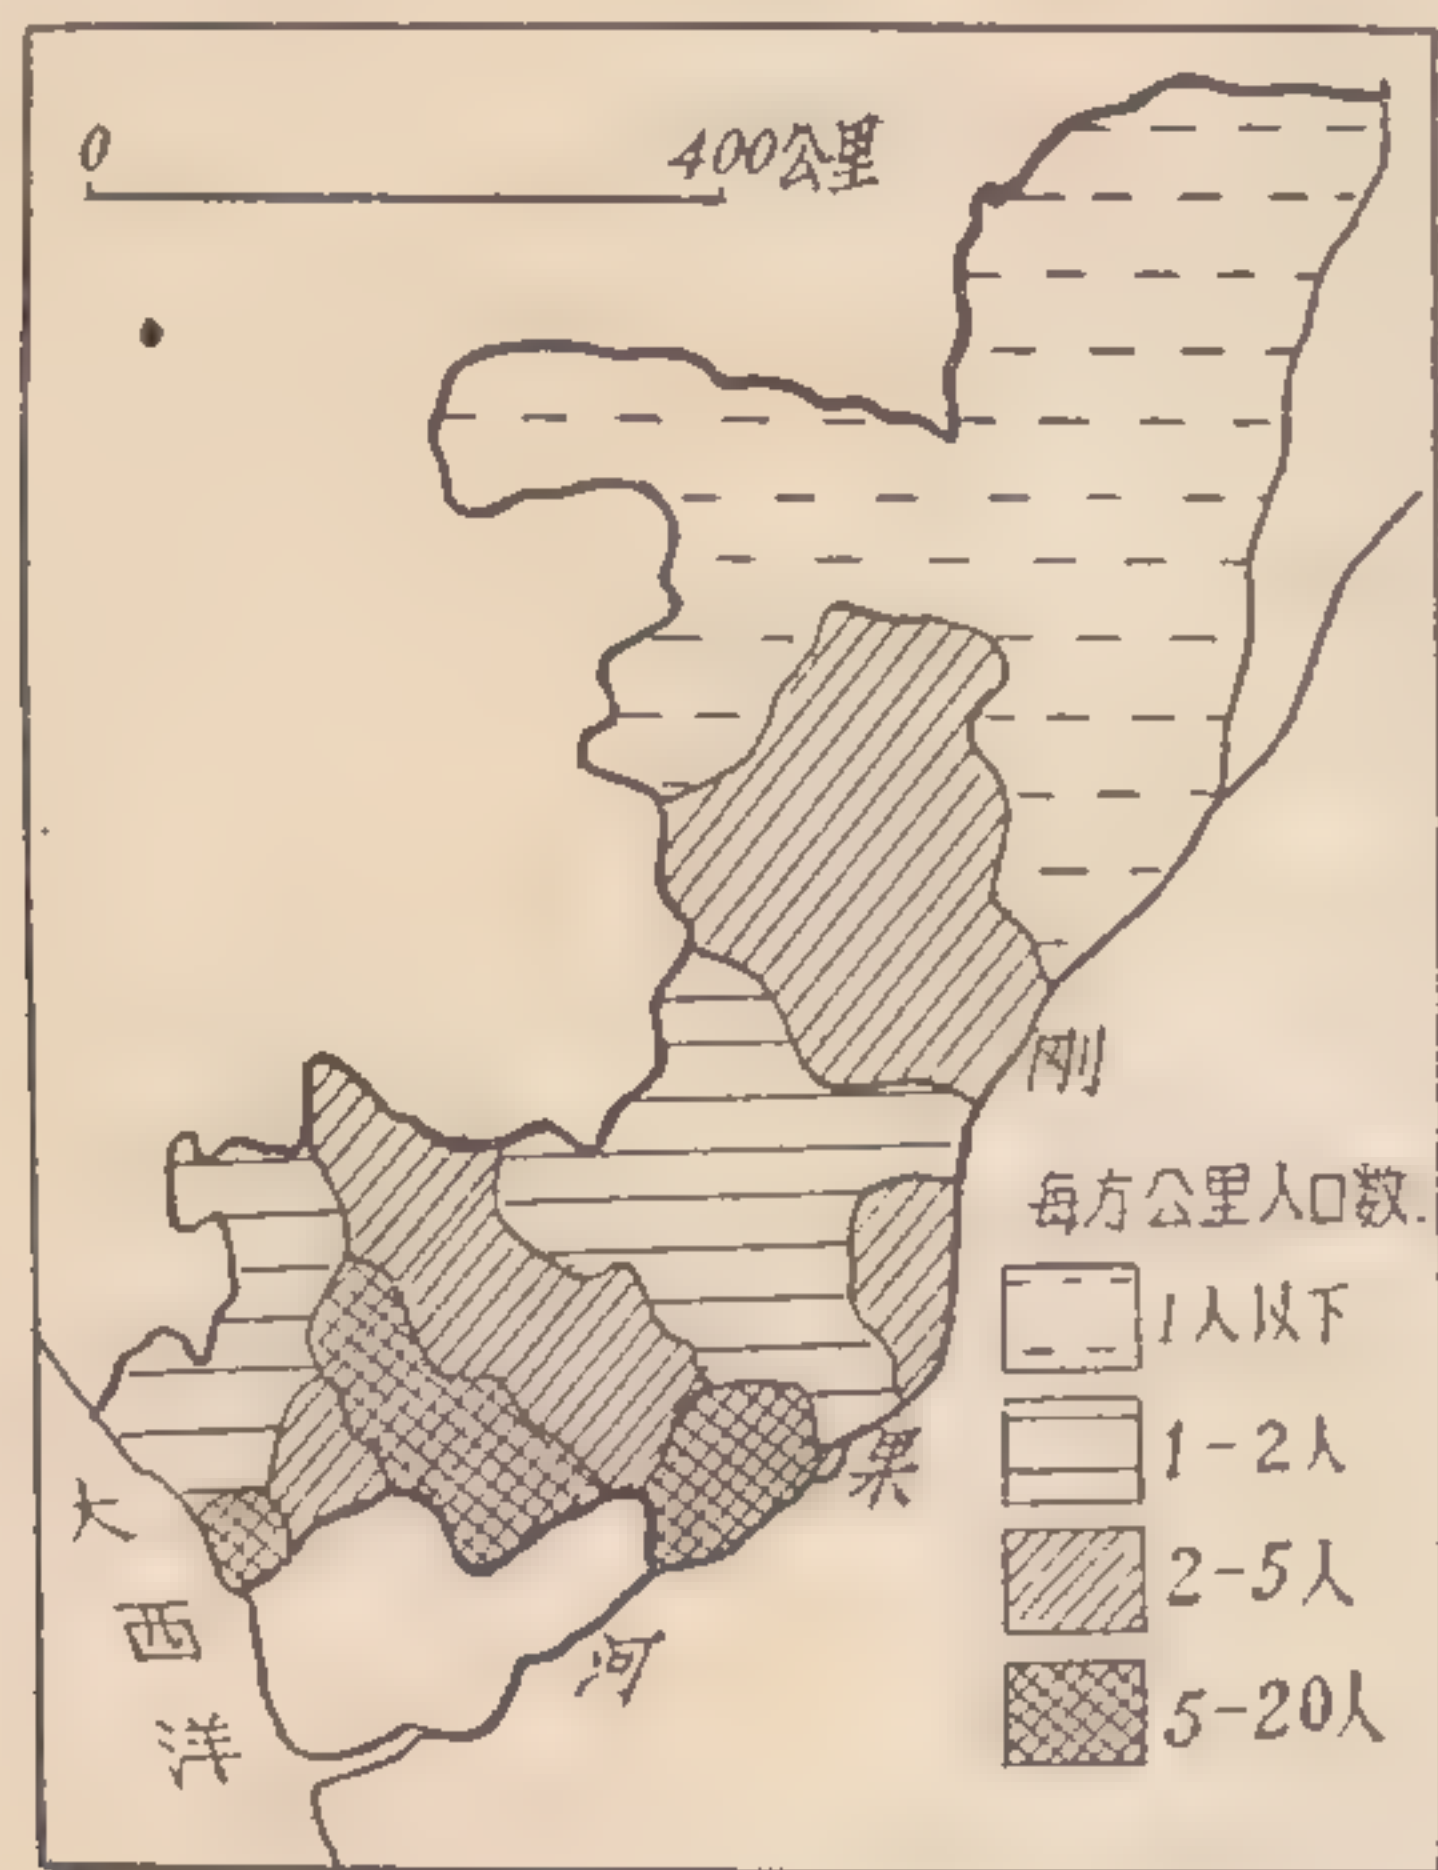 0 400公里
刚
果
河
大
西
洋
每方公里人口数.
1人以下
1-2人
2-5人
5-20人